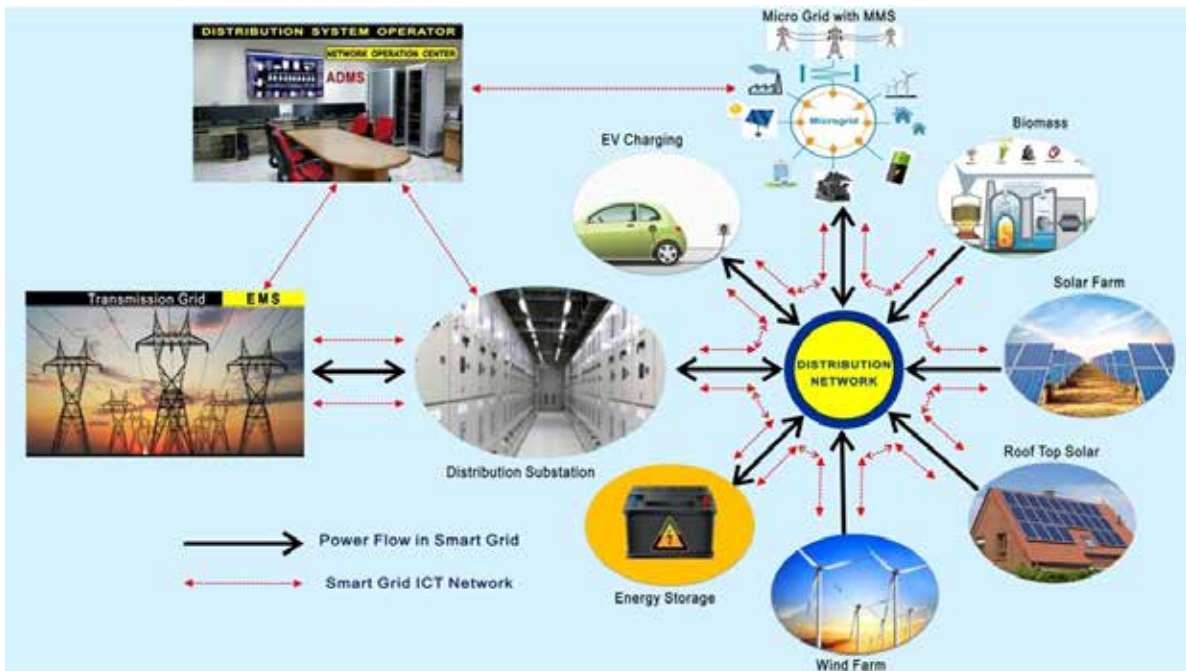 DISTRIBUTION SYSTEM OPERATOR
NETWORK OPERATION CENTER
ADMS
Micro Grid with MMS
Microgrid
EV Charging
Biomass
Transmission Grid EMS
Solar Farm
DISTRIBUTION
NETWORK
Distribution Substation
Roof Top Solar
Power Flow in Smart Grid
Smart Grid ICT Network
Energy Storage
Wind Farm